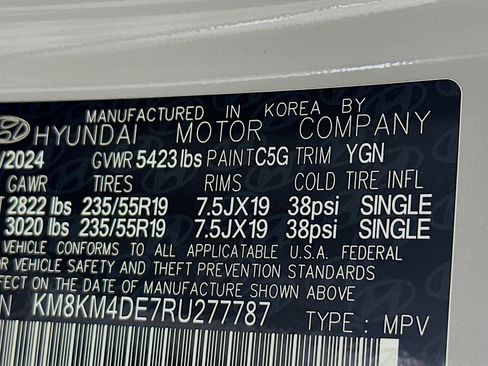 MANUFACTURED IN KOREA BY
HYUNDAI MOTOR COMPANY
/2024 GVWR 5423 lbs PAINT C5G TRIM YGN
GAWR TIRES RIMS COLD TIRE INFL
T 2822 lbs 235/55R19 7.5JX19 38psi SINGLE
3020 lbs 235/55R19 7.5JX19 38psi SINGLE
VEHICLE CONFORMS TO ALL APPLICATABLE U.S.A. FEDERAL
R VEHICLE SAFETY AND THEFT PREVENTION STANDARDS
FFECT ON THE DATE OF MANUFACTURE SHOWN ABOVE
N KM8KM4DE7RU277787 TYPE : MPV